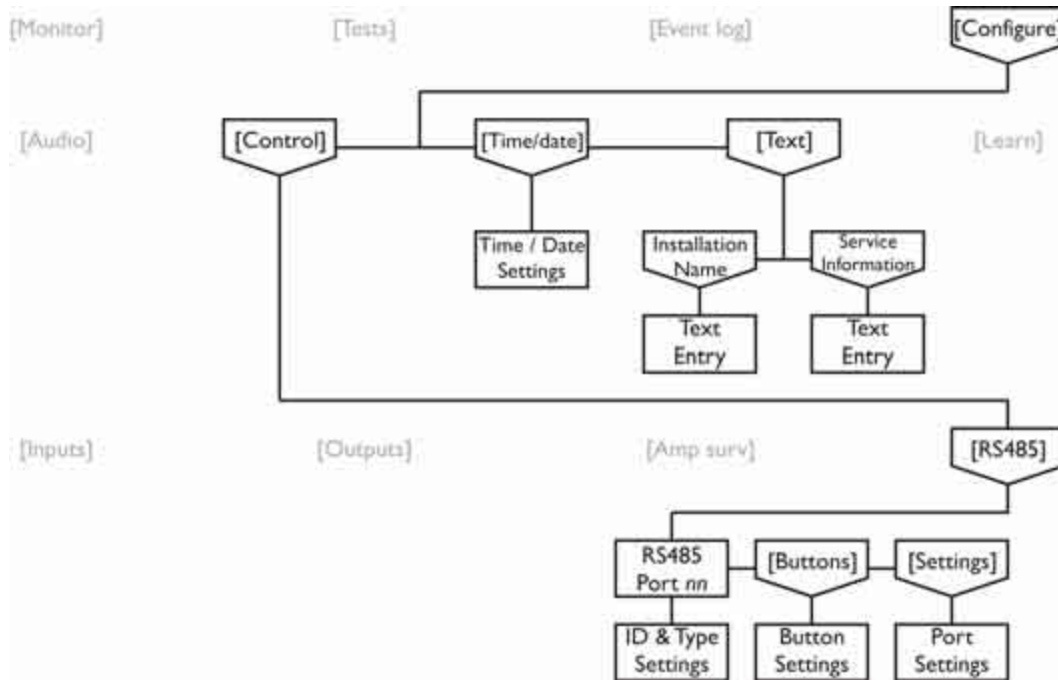 [Monitor] [Tests] [Event log] [Configure]
[Audio] [Control] [Time/date] [Text] [Learn]
Time / Date
Settings
Installation
Name
Service
Information
Text
Entry
Text
Entry
[Inputs] [Outputs] [Amp surv] [RS485]
RS485
Port nn
[Buttons] [Settings]
ID & Type
Settings
Button
Settings
Port
Settings